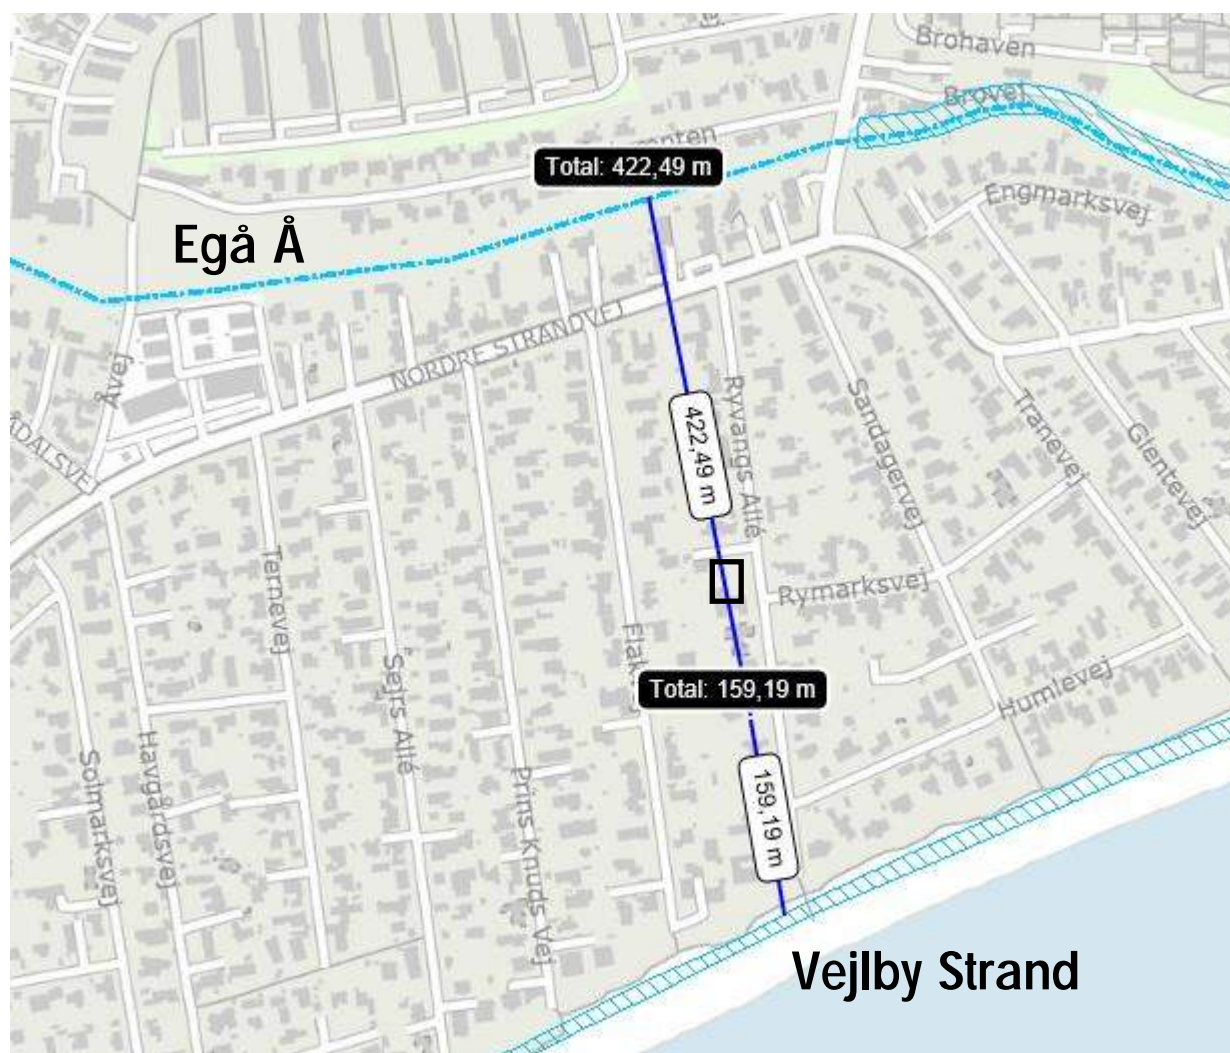 Brohaven
Brovej
Total: 422,49 m
Engmarksvej
Egå Å
NORDRE STRANDVEJ
Åvej
422,49 m
Ryvangs Allé
Sandagervej
Tranevej
Glentevej
Ternevej
Rymarksvej
Sejrs Allé
Total: 159,19 m
Humlevej
Solmarksvej
Havgårdsvej
Prins Knuds Vej
159,19 m
Vejlby Strand